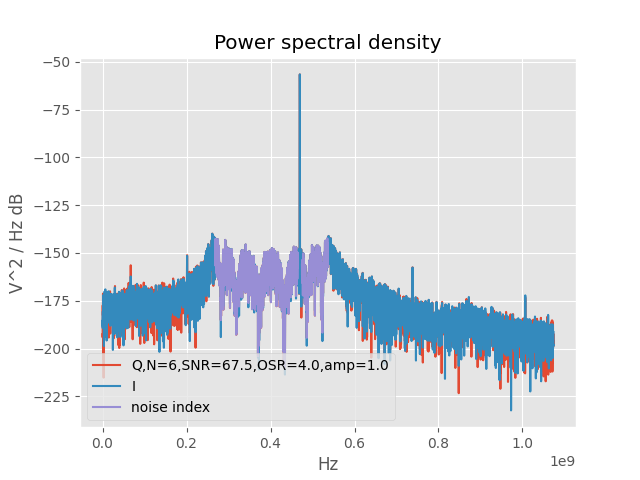 Power spectral density
V^2 / Hz dB
−50
−75
−100
−125
−150
−175
−200
−225
Q,N=6,SNR=67.5,OSR=4.0,amp=1.0
I
noise index
0.0 0.2 0.4 0.6 0.8 1.0
1e9
Hz